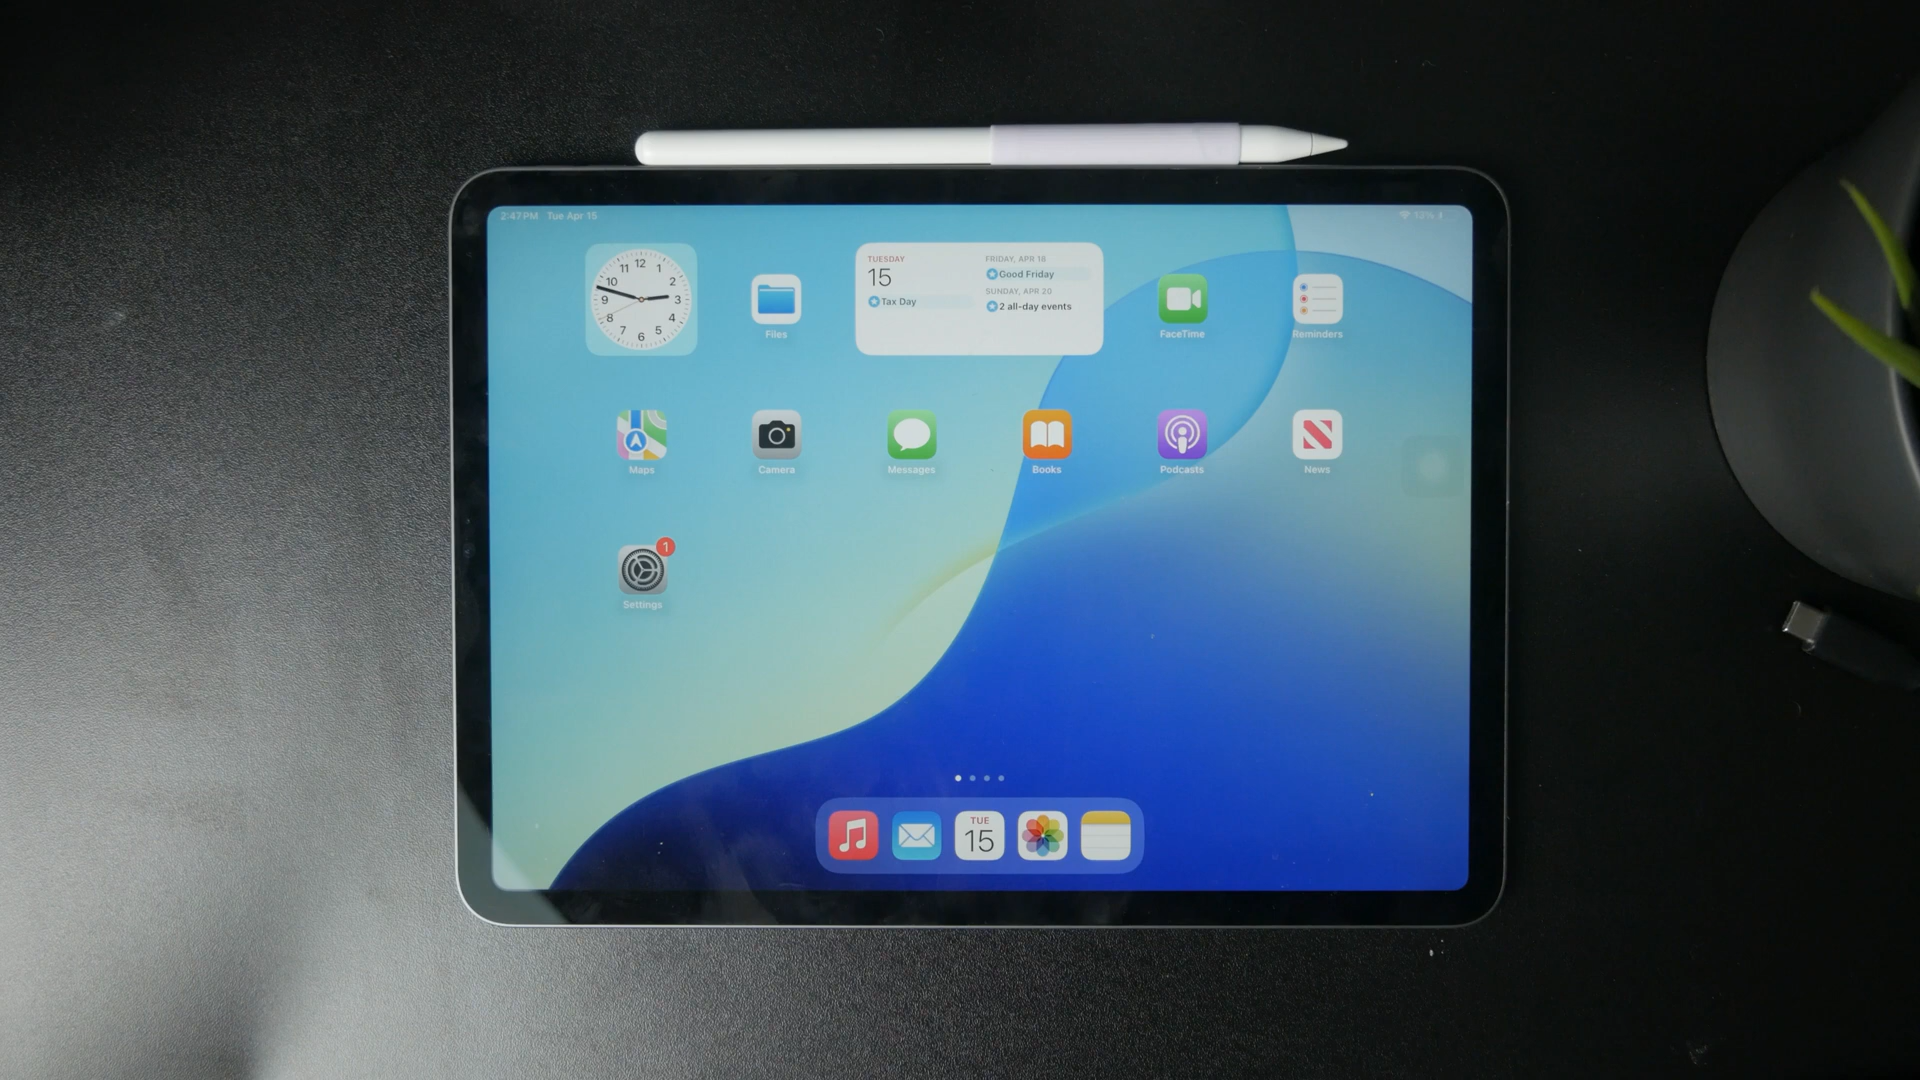 2:47 PM Tue Apr 15
13%
12
11 1
10 2
9 3
8 4
7 5
6
Files
TUESDAY
15
Tax Day
FRIDAY, APR 18
Good Friday
SUNDAY, APR 20
2 all-day events
FaceTime
Reminders
Maps
Camera
Messages
Books
Podcasts
News
1
Settings
TUE
15